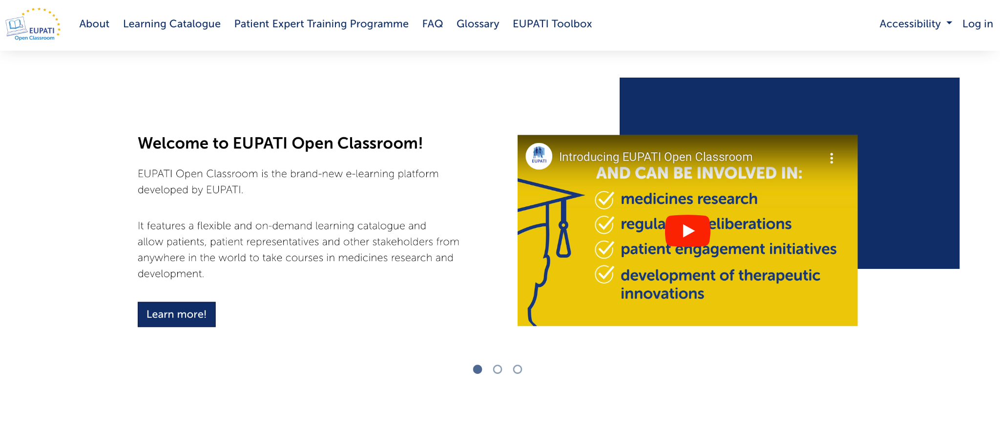 EUPATI
Open Classroom
About
Learning Catalogue
Patient Expert Training Programme
FAQ
Glossary
EUPATI Toolbox
Accessibility
Log in
Welcome to EUPATI Open Classroom!
EUPATI Open Classroom is the brand-new e-learning platform
developed by EUPATI.
It features a flexible and on-demand learning catalogue and
allow patients, patient representatives and other stakeholders from
anywhere in the world to take courses in medicines research and
development.
Learn more!
EUPATI
Introducing EUPATI Open Classroom
AND CAN BE INVOLVED IN:
medicines research
patient engagement initiatives
development of therapeutic
innovations